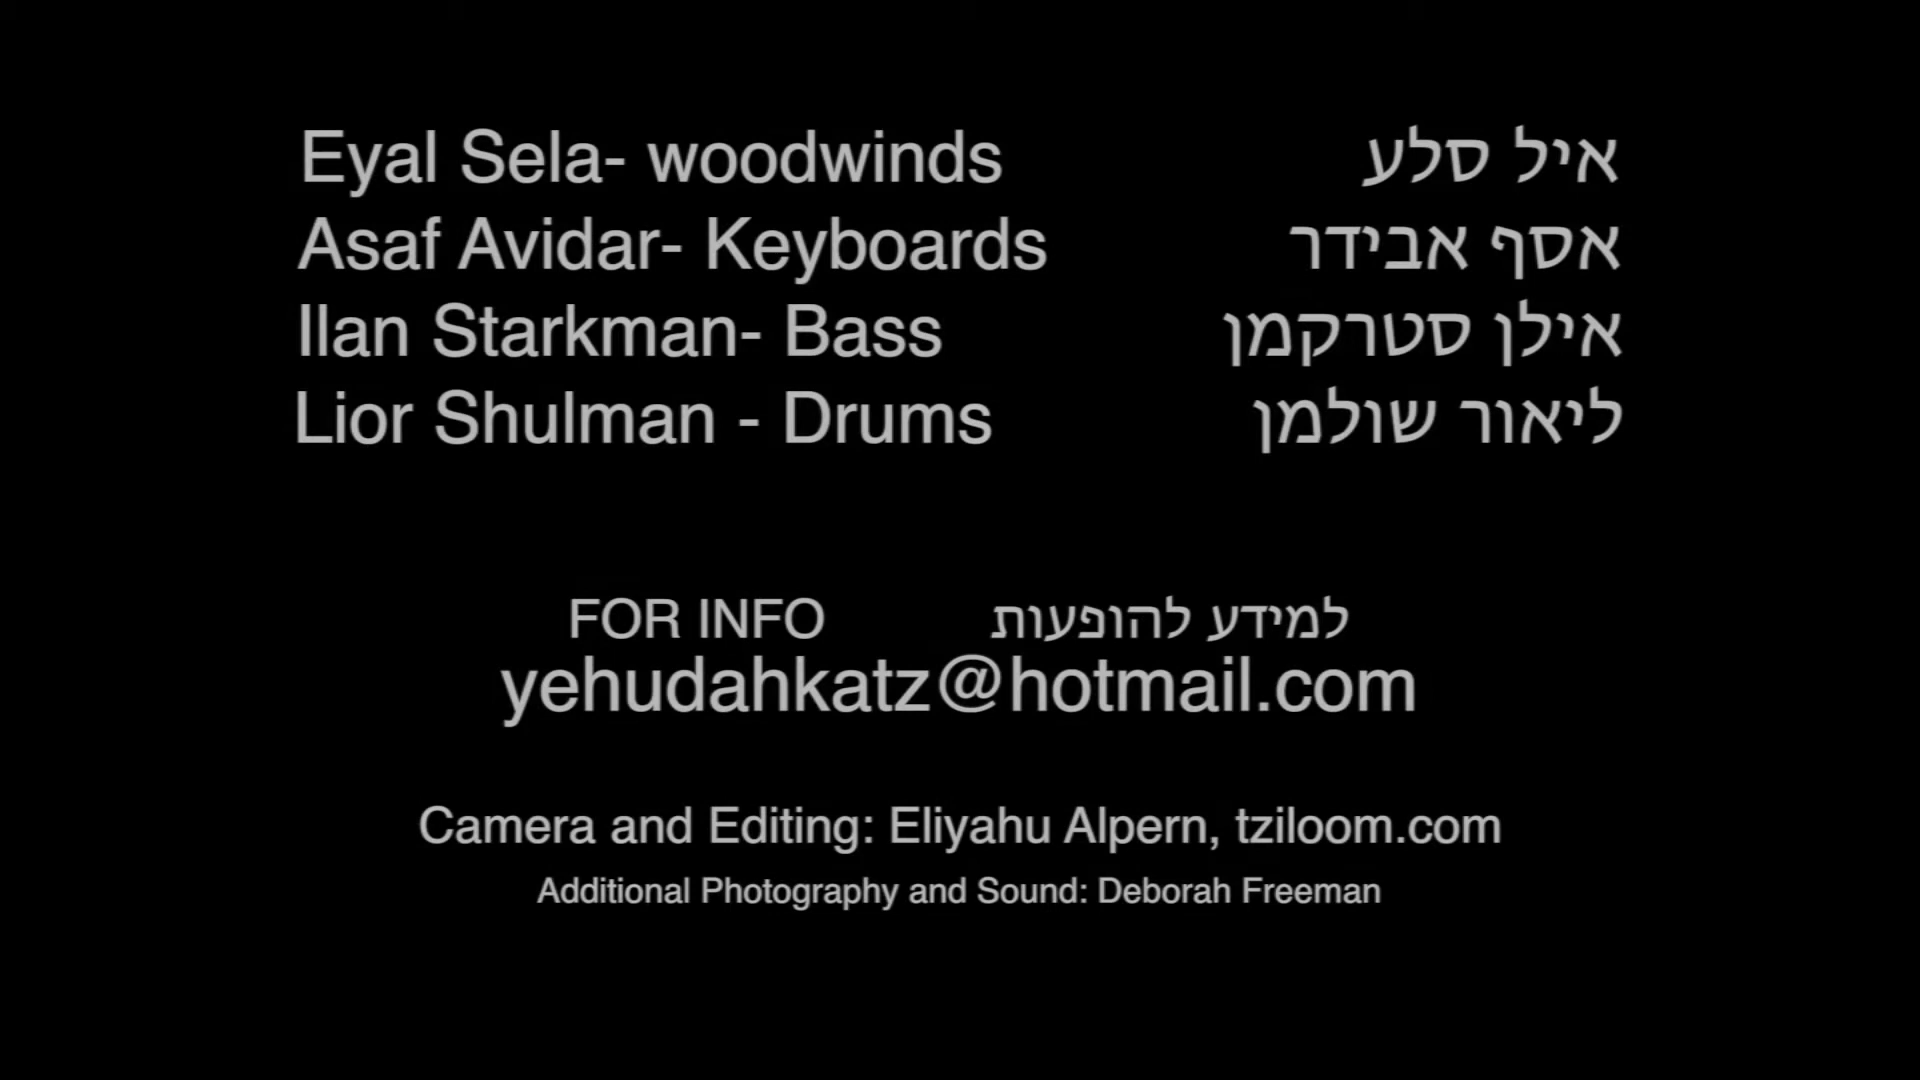 Eyal Sela- woodwinds איל סלע
Asaf Avidar- Keyboards אסף אבידר
Ilan Starkman- Bass אילן סטרקמן
Lior Shulman - Drums ליאור שולמן
FOR INFO למידע להופעות
yehudahkatz@hotmail.com
Camera and Editing: Eliyahu Alpern, tziloom.com
Additional Photography and Sound: Deborah Freeman